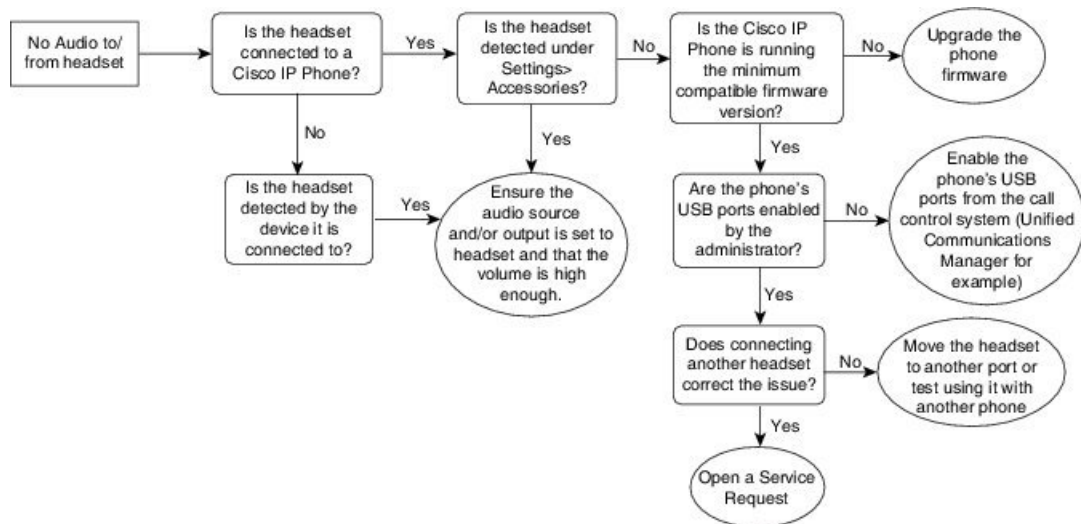 No Audio to/
from headset
Is the headset
connected to a
Cisco IP Phone?
Yes
Is the headset
detected under
Settings>
Accessories?
No
Is the Cisco IP
Phone is running
the minimum
compatible firmware
version?
No
Upgrade the
phone
firmware
No
Yes
Yes
Is the headset
detected by the
device it is
connected to?
Yes
Ensure the
audio source
and/or output is set to
headset and that the
volume is high
enough.
Are the phone's
USB ports enabled
by the
administrator?
No
Enable the
phone's USB
ports from the call
control system (Unified
Communications
Manager for
example)
Yes
Does connecting
another headset
correct the issue?
No
Move the headset
to another port or
test using it with
another phone
Yes
Open a Service
Request